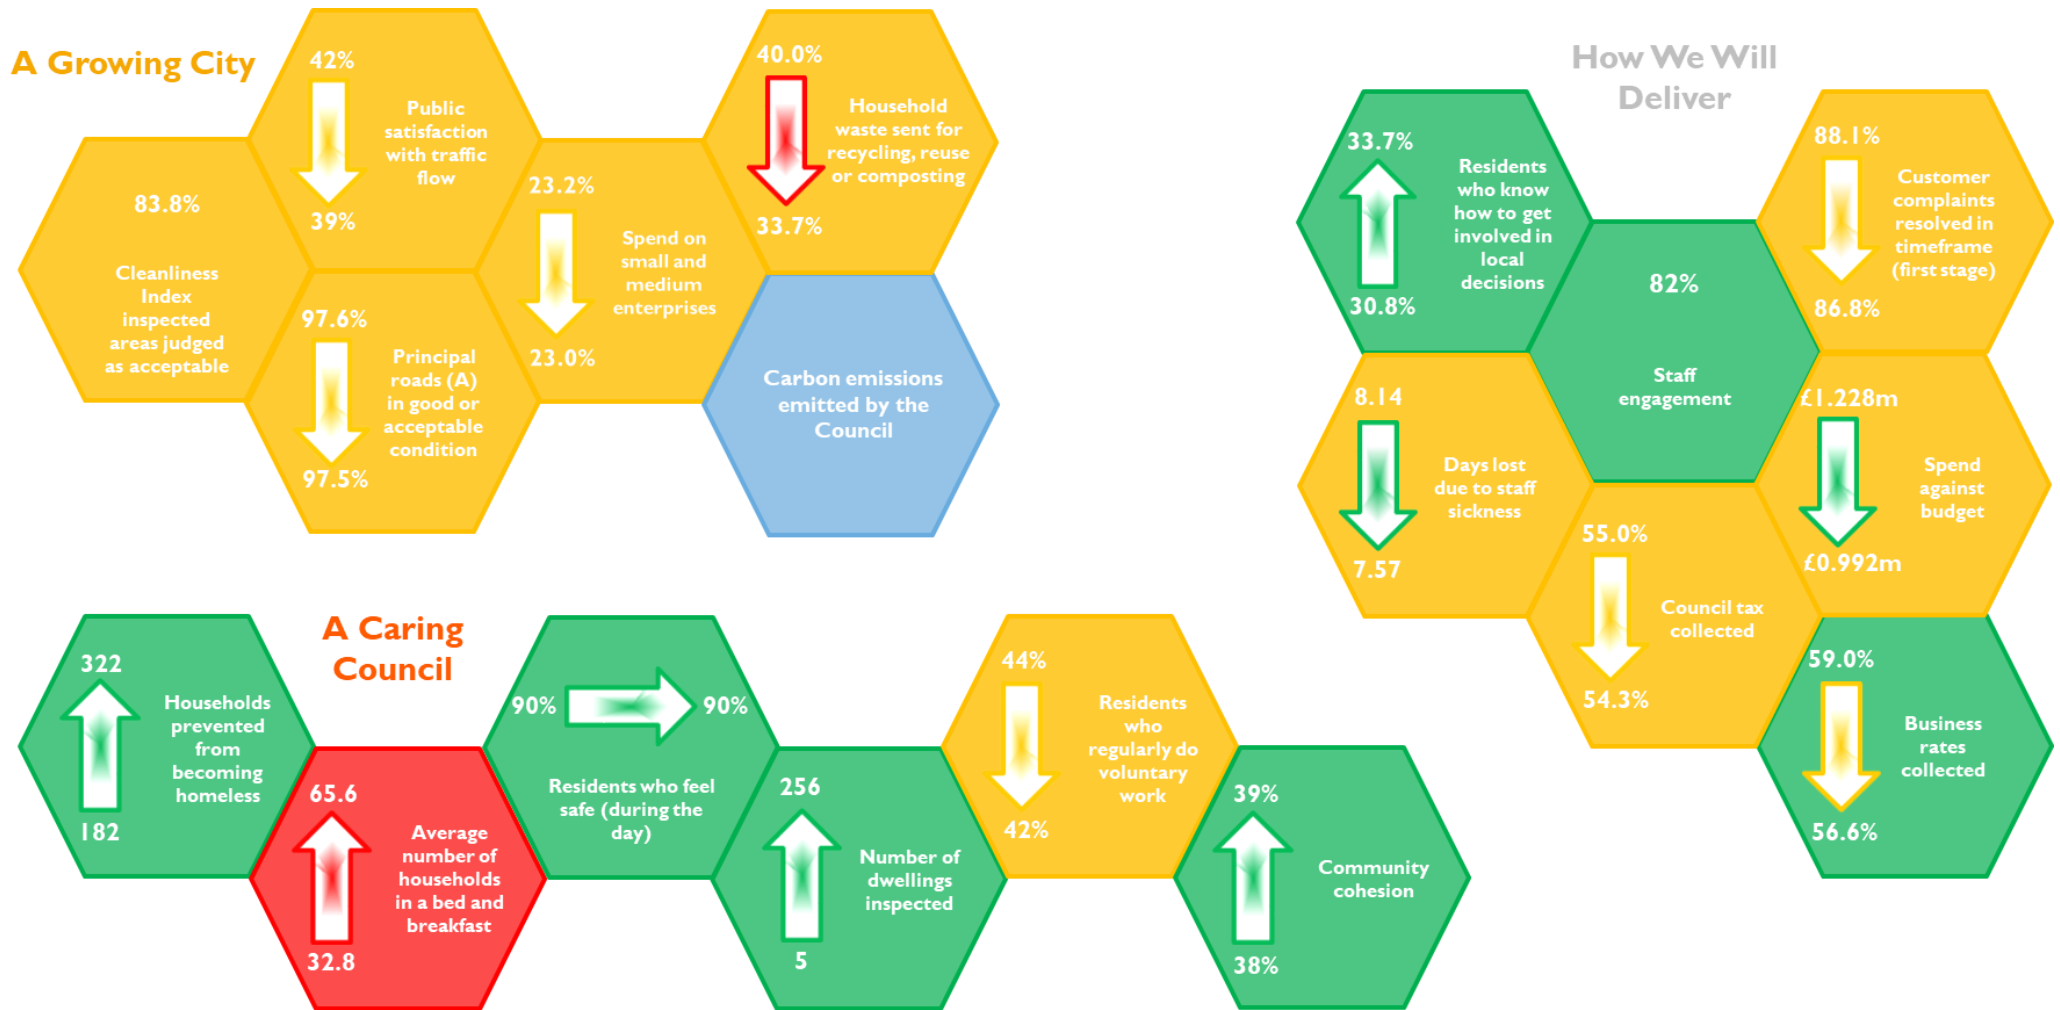 A Growing City
83.8%
Cleanliness
Index
inspected
areas judged
as acceptable
42%
Public
satisfaction
with traffic
flow
39%
97.6%
Principal
roads (A)
in good or
acceptable
condition
97.5%
23.2%
Spend on
small and
medium
enterprises
23.0%
40.0%
Household
waste sent for
recycling, reuse
or composting
33.7%
Carbon emissions
emitted by the
Council
How We Will
Deliver
33.7%
Residents
who know
how to get
involved in
local
decisions
30.8%
82%
Staff
engagement
88.1%
Customer
complaints
resolved in
timeframe
(first stage)
86.8%
8.14
Days lost
due to staff
sickness
7.57
£1.228m
Spend
against
budget
£0.992m
55.0%
Council tax
collected
54.3%
59.0%
Business
rates
collected
56.6%
A Caring
Council
322
Households
prevented
from
becoming
homeless
182
65.6
Average
number of
households
in a bed and
breakfast
32.8
90%
90%
Residents who feel
safe (during the
day)
256
Number of
dwellings
inspected
5
44%
Residents
who
regularly do
voluntary
work
42%
39%
Community
cohesion
38%